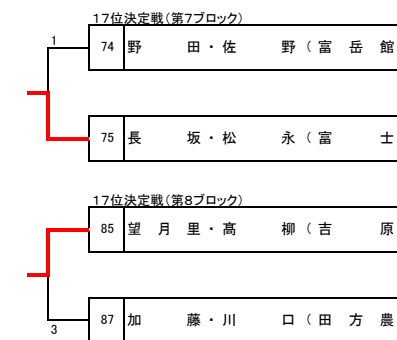 17位決定戦(第7ブロック)
1
74 野 田・佐 野(富 岳 館
75 長 坂・松 永(富 士
17位決定戦(第8ブロック)
85 望 月 里・髙 柳(吉 原
87 加 藤・川 口(田 方 農
3